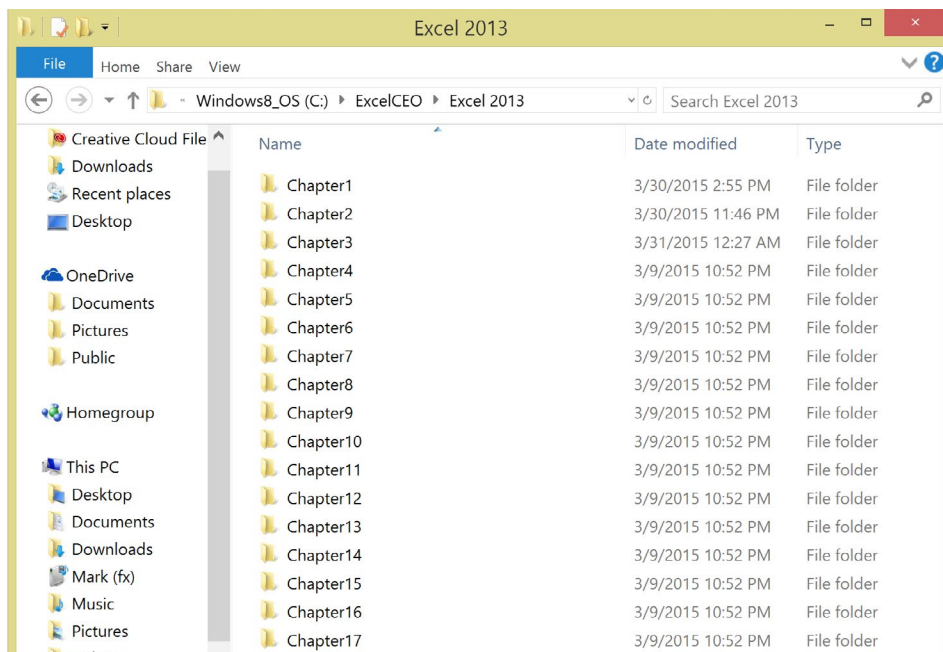 Excel 2013
File Home Share View
Windows8_OS (C:) ExcelCEO Excel 2013 Search Excel 2013
Creative Cloud File
Downloads
Recent places
Desktop
OneDrive
Documents
Pictures
Public
Homegroup
This PC
Desktop
Documents
Downloads
Mark (fx)
Music
Pictures
Name Date modified Type
Chapter1 3/30/2015 2:55 PM File folder
Chapter2 3/30/2015 11:46 PM File folder
Chapter3 3/31/2015 12:27 AM File folder
Chapter4 3/9/2015 10:52 PM File folder
Chapter5 3/9/2015 10:52 PM File folder
Chapter6 3/9/2015 10:52 PM File folder
Chapter7 3/9/2015 10:52 PM File folder
Chapter8 3/9/2015 10:52 PM File folder
Chapter9 3/9/2015 10:52 PM File folder
Chapter10 3/9/2015 10:52 PM File folder
Chapter11 3/9/2015 10:52 PM File folder
Chapter12 3/9/2015 10:52 PM File folder
Chapter13 3/9/2015 10:52 PM File folder
Chapter14 3/9/2015 10:52 PM File folder
Chapter15 3/9/2015 10:52 PM File folder
Chapter16 3/9/2015 10:52 PM File folder
Chapter17 3/9/2015 10:52 PM File folder